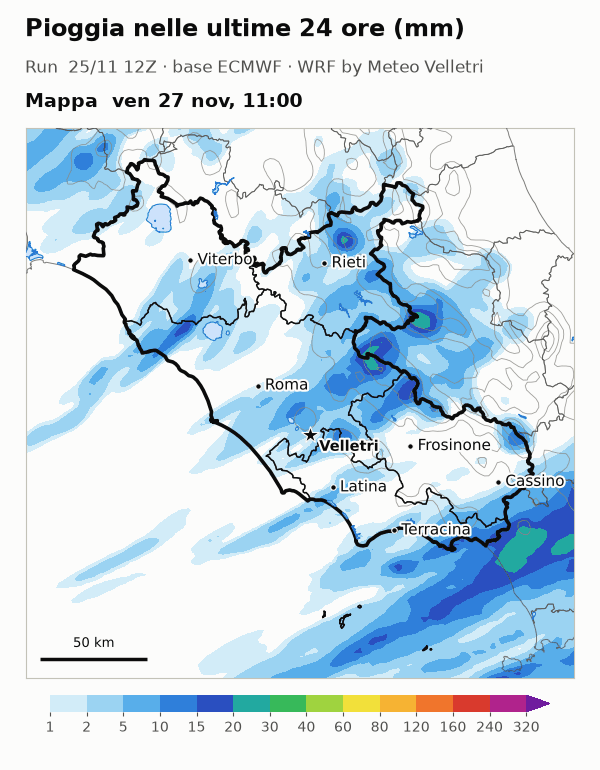 Pioggia nelle ultime 24 ore (mm)
Run  25/11 12Z · base ECMWF · WRF by Meteo Velletri
Mappa  ven 27 nov, 11:00
Viterbo
Rieti
Roma
Velletri
Frosinone
Latina
Cassino
Terracina
50 km
1 2 5 10 15 20 30 40 60 80 120 160 240 320